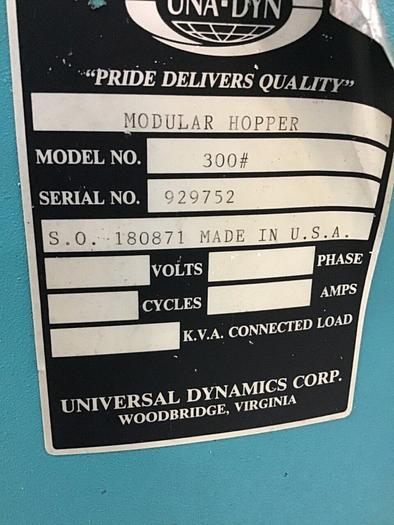 UNA-DYN
"PRIDE DELIVERS QUALITY"
MODULAR HOPPER
MODEL NO. 300#
SERIAL NO. 929752
S.O. 180871 MADE IN U.S.A.
VOLTS PHASE
CYCLES AMPS
K.V.A. CONNECTED LOAD
UNIVERSAL DYNAMICS CORP.
WOODBRIDGE, VIRGINIA